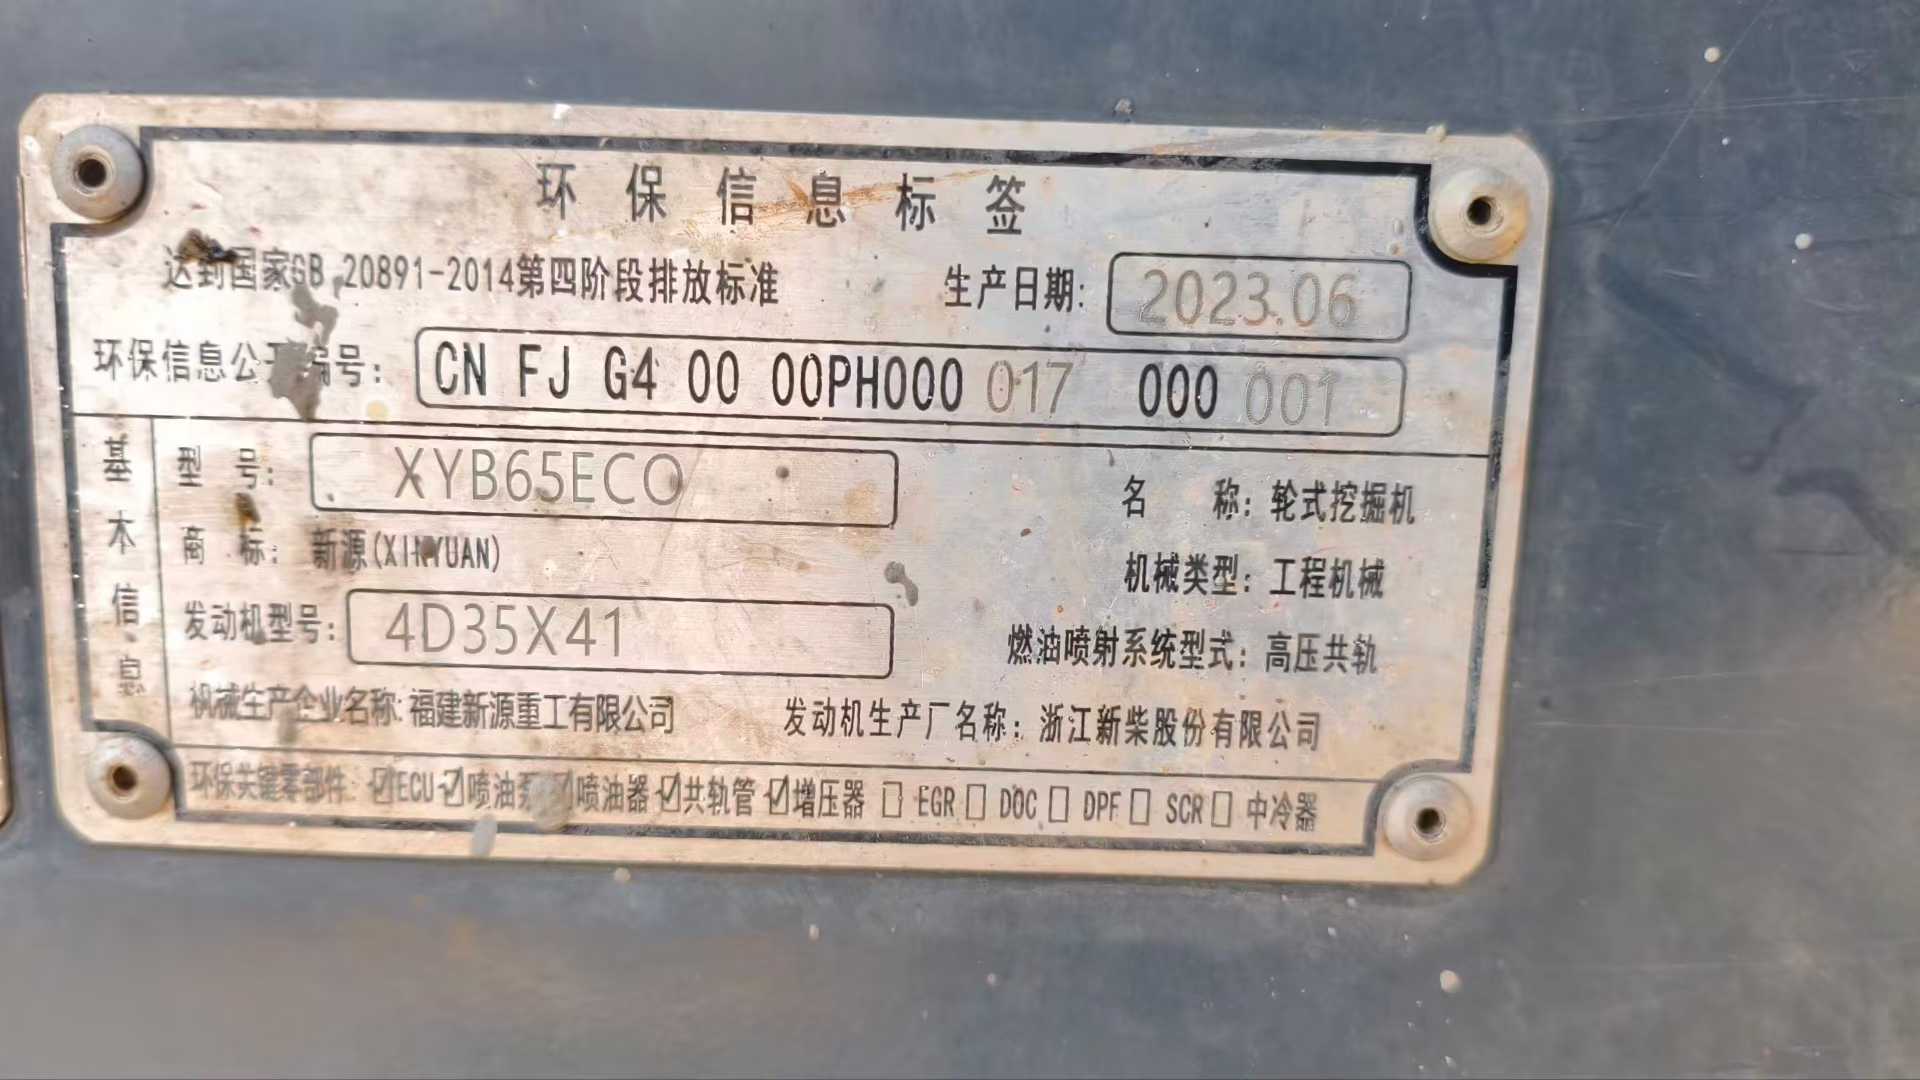 环保信息标签
达到国家GB 20891-2014第四阶段排放标准 生产日期: 2023.06
环保信息公开编号: CN FJ G4 00 00PH000 017 000 001
基本信息
型 号: XYB65ECO 名 称: 轮式挖掘机
商 标: 新源(XINYUAN) 机械类型: 工程机械
发动机型号: 4D35X41 燃油喷射系统型式: 高压共轨
机械生产企业名称: 福建新源重工有限公司 发动机生产厂名称: 浙江新柴股份有限公司
环保关键零部件: ☑ECU ☑喷油泵 ☑喷油器 ☑共轨管 ☑增压器 □ EGR □ DOC □ DPF □ SCR □ 中冷器